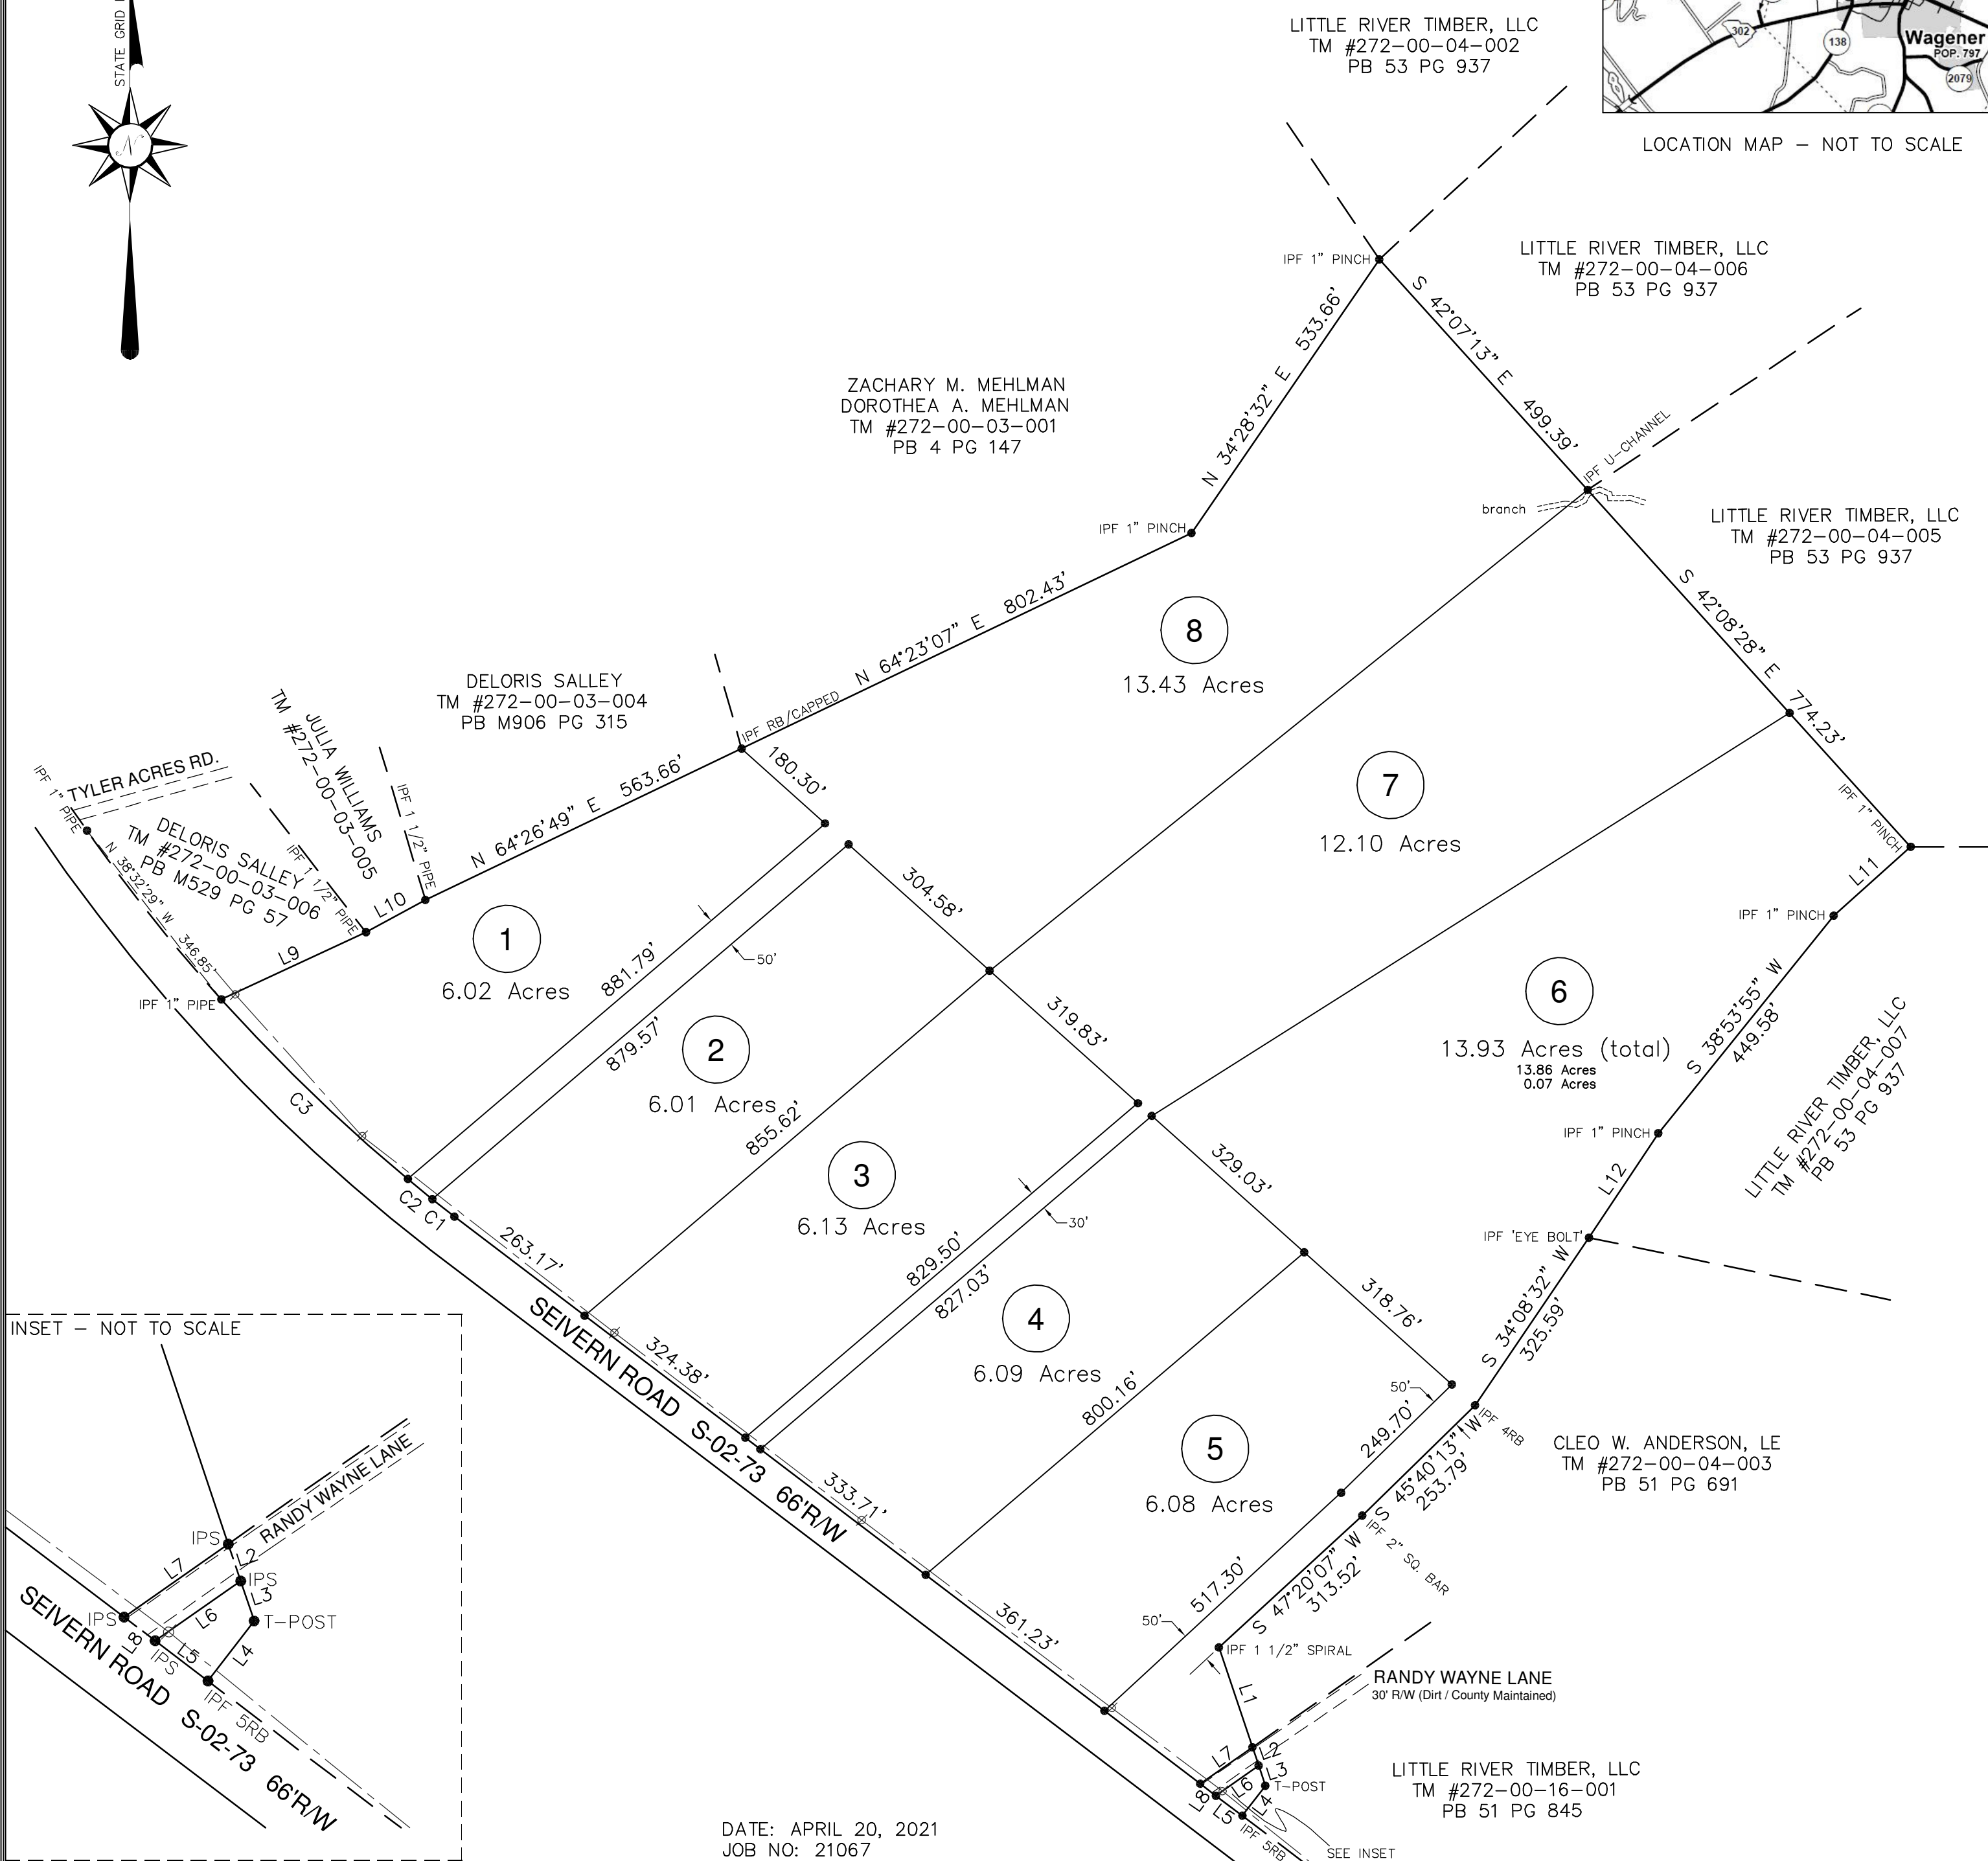 STATE GRID
N
LITTLE RIVER TIMBER, LLC
TM #272-00-04-002
PB 53 PG 937
302
138
Wagener
POP. 797
2079
LOCATION MAP - NOT TO SCALE
IPF 1" PINCH
LITTLE RIVER TIMBER, LLC
TM #272-00-04-006
PB 53 PG 937
S 42°07'13" E 499.39'
N 34°28'32" E 533.66'
ZACHARY M. MEHLMAN
DOROTHEA A. MEHLMAN
TM #272-00-03-001
PB 4 PG 147
IPF U-CHANNEL
branch
IPF 1" PINCH
LITTLE RIVER TIMBER, LLC
TM #272-00-04-005
PB 53 PG 937
S 42°08'28" E 774.23'
N 64°23'07" E 802.43'
8
13.43 Acres
DELORIS SALLEY
TM #272-00-03-004
PB M906 PG 315
IPF RB/CAPPED
JULIA WILLIAMS
TM #272-00-03-005
TYLER ACRES RD.
IPF 1" PIPE
DELORIS SALLEY
TM #272-00-03-006
PB M529 PG 57
IPF 1 1/2" PIPE
IPF 1 1/2" PIPE
N 38°32'29" W 346.85'
N 64°26'49" E 563.66'
180.30'
L10
L9
IPF 1" PIPE
1
6.02 Acres
881.79'
50'
879.57'
304.58'
7
12.10 Acres
IPF 1" PINCH
L11
IPF 1" PINCH
2
6.01 Acres
855.62'
319.83'
6
13.93 Acres (total)
13.86 Acres
0.07 Acres
S 38°53'55" W
449.58'
LITTLE RIVER TIMBER, LLC
TM #272-00-04-007
PB 53 PG 937
C3
C2 C1
IPF 1" PINCH
L12
3
6.13 Acres
829.50'
30'
827.03'
329.03'
263.17'
IPF 'EYE BOLT'
S 34°08'32" W
325.59'
SEIVERN ROAD S-02-73 66'R/W
324.38'
4
6.09 Acres
800.16'
318.76'
50'
249.70'
IPF 4RB
S 45°40'13" W
253.79'
CLEO W. ANDERSON, LE
TM #272-00-04-003
PB 51 PG 691
333.71'
5
6.08 Acres
517.30'
50'
IPF 2" SQ. BAR
S 47°20'07" W
313.52'
361.23'
IPF 1 1/2" SPIRAL
L1
RANDY WAYNE LANE
30' R/W (Dirt / County Maintained)
L7
L2
L3
L6
T-POST
L8
L5
L4
IPF 5RB
SEE INSET
LITTLE RIVER TIMBER, LLC
TM #272-00-16-001
PB 51 PG 845
INSET - NOT TO SCALE
RANDY WAYNE LANE
IPS
L7
L2
IPS
L3
IPS
L6
T-POST
L8
L5
IPS
L4
IPF 5RB
SEIVERN ROAD S-02-73 66'R/W
DATE: APRIL 20, 2021
JOB NO: 21067